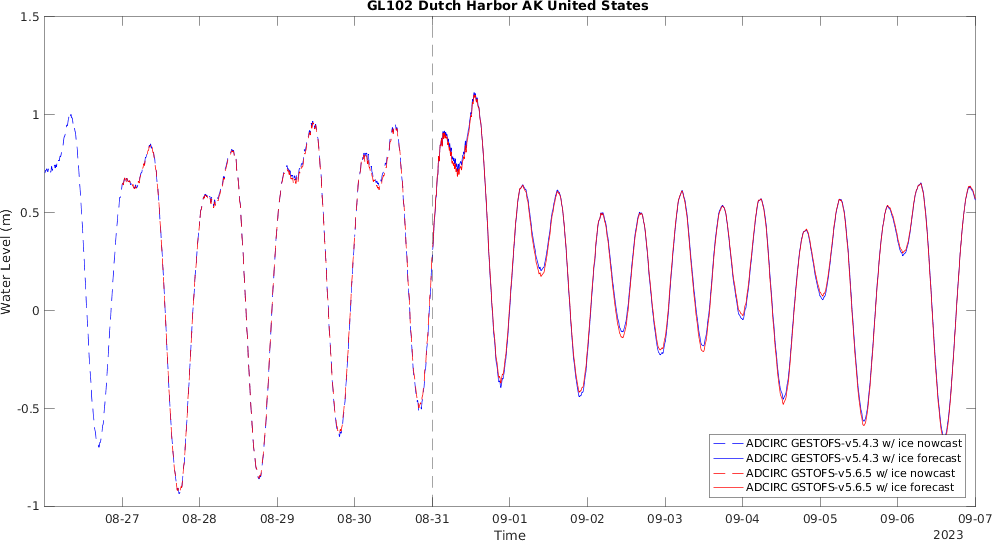 GL102 Dutch Harbor AK United States
1.5
1
0.5
0
-0.5
-1
Water Level (m)
08-27
08-28
08-29
08-30
08-31
09-01
09-02
09-03
09-04
09-05
09-06
09-07
Time
2023
ADCIRC GESTOFS-v5.4.3 w/ ice nowcast
ADCIRC GESTOFS-v5.4.3 w/ ice forecast
ADCIRC GSTOFS-v5.6.5 w/ ice nowcast
ADCIRC GSTOFS-v5.6.5 w/ ice forecast